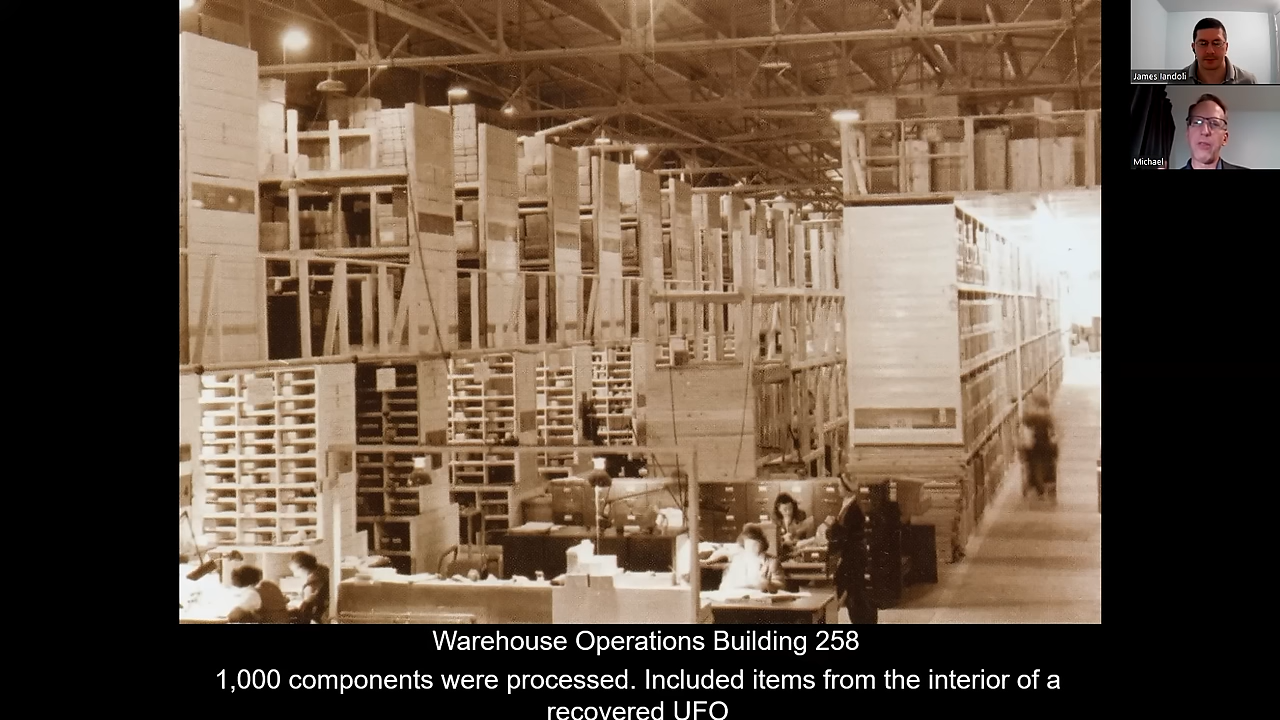 James Iandoli
Michael
Warehouse Operations Building 258
1,000 components were processed. Included items from the interior of a
recovered UFO